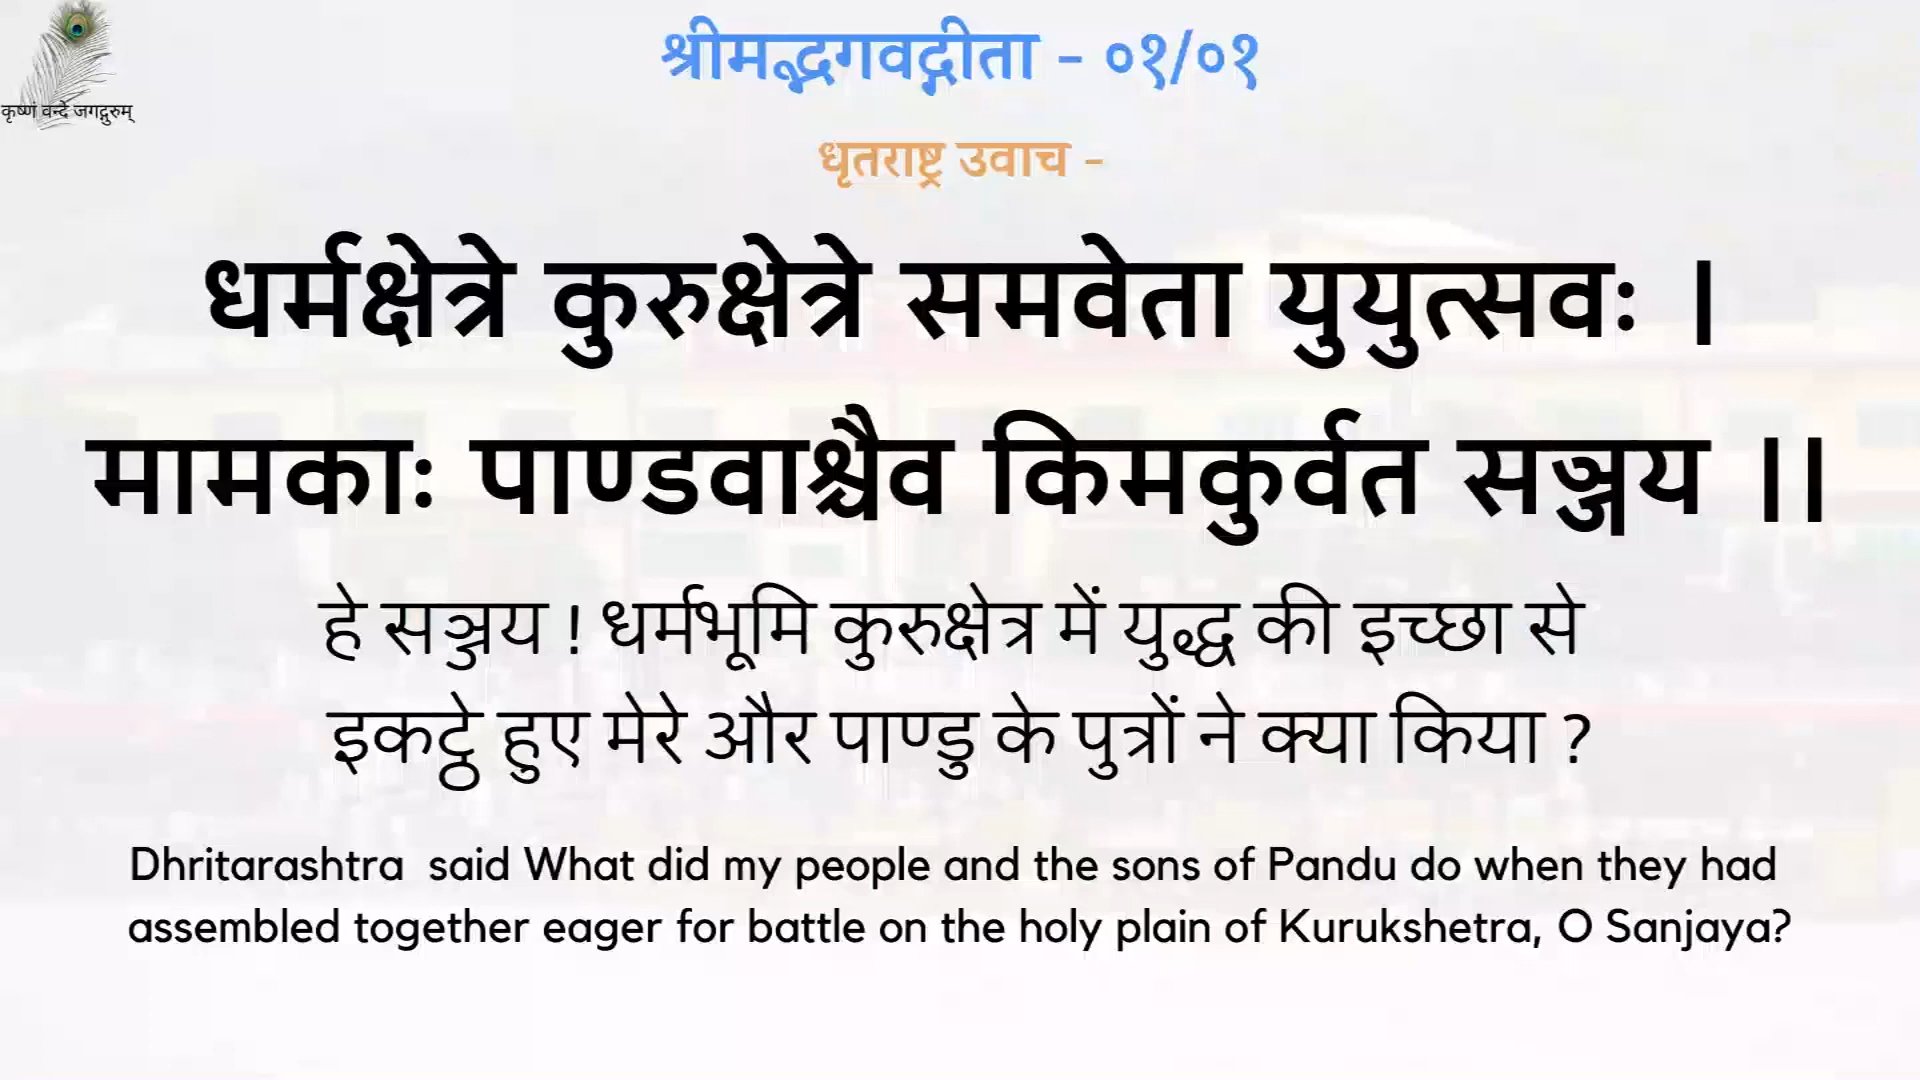 श्रीमद्भगवद्गीता - ०१/०१
कृष्णं वन्दे जगद्गुरुम्
धृतराष्ट्र उवाच -
धर्मक्षेत्रे कुरुक्षेत्रे समवेता युयुत्सवः ।
मामकाः पाण्डवाश्चैव किमकुर्वत सञ्जय ।।
हे सञ्जय ! धर्मभूमि कुरुक्षेत्र में युद्ध की इच्छा से
इकट्ठे हुए मेरे और पाण्डु के पुत्रों ने क्या किया ?
Dhritarashtra said What did my people and the sons of Pandu do when they had
assembled together eager for battle on the holy plain of Kurukshetra, O Sanjaya?